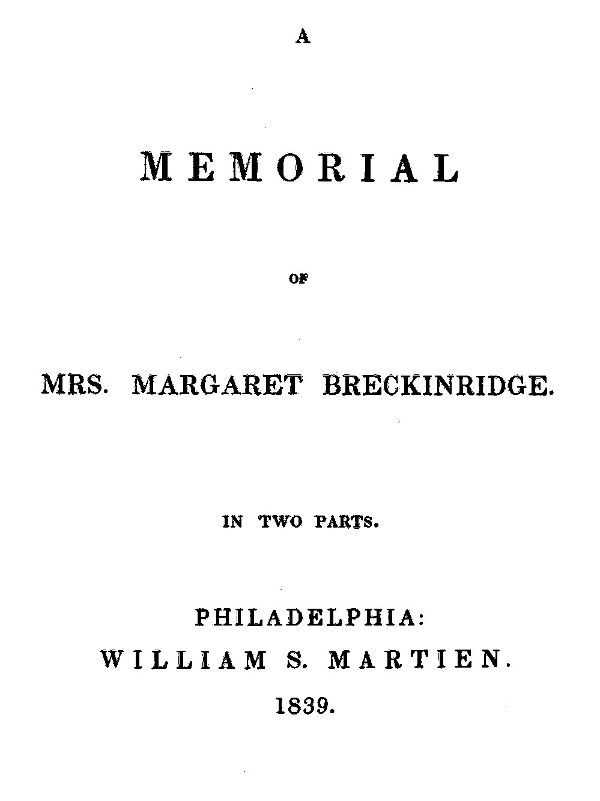 A
MEMORIAL
OF
MRS. MARGARET BRECKINRIDGE.
IN TWO PARTS.
PHILADELPHIA:
WILLIAM S. MARTIEN.
1839.